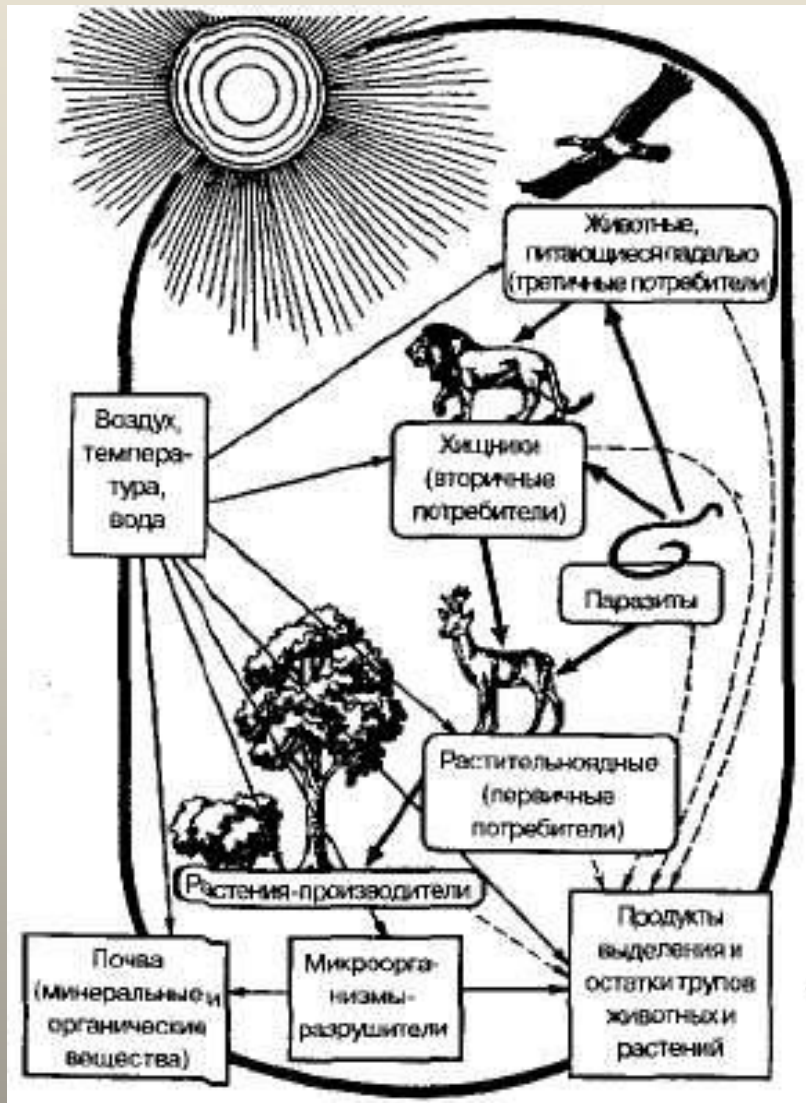 Животные,
питающиеся падалью
(третичные потребители)
Воздух,
темпера-
тура,
вода
Хищники
(вторичные
потребители)
Паразиты
Растительноядные
(первичные
потребители)
Растения-производители
Почва
(минеральные и
органические
вещества)
Микроорга-
низмы-
разрушители
Продукты
выделения и
остатки трупов
животных и
растений